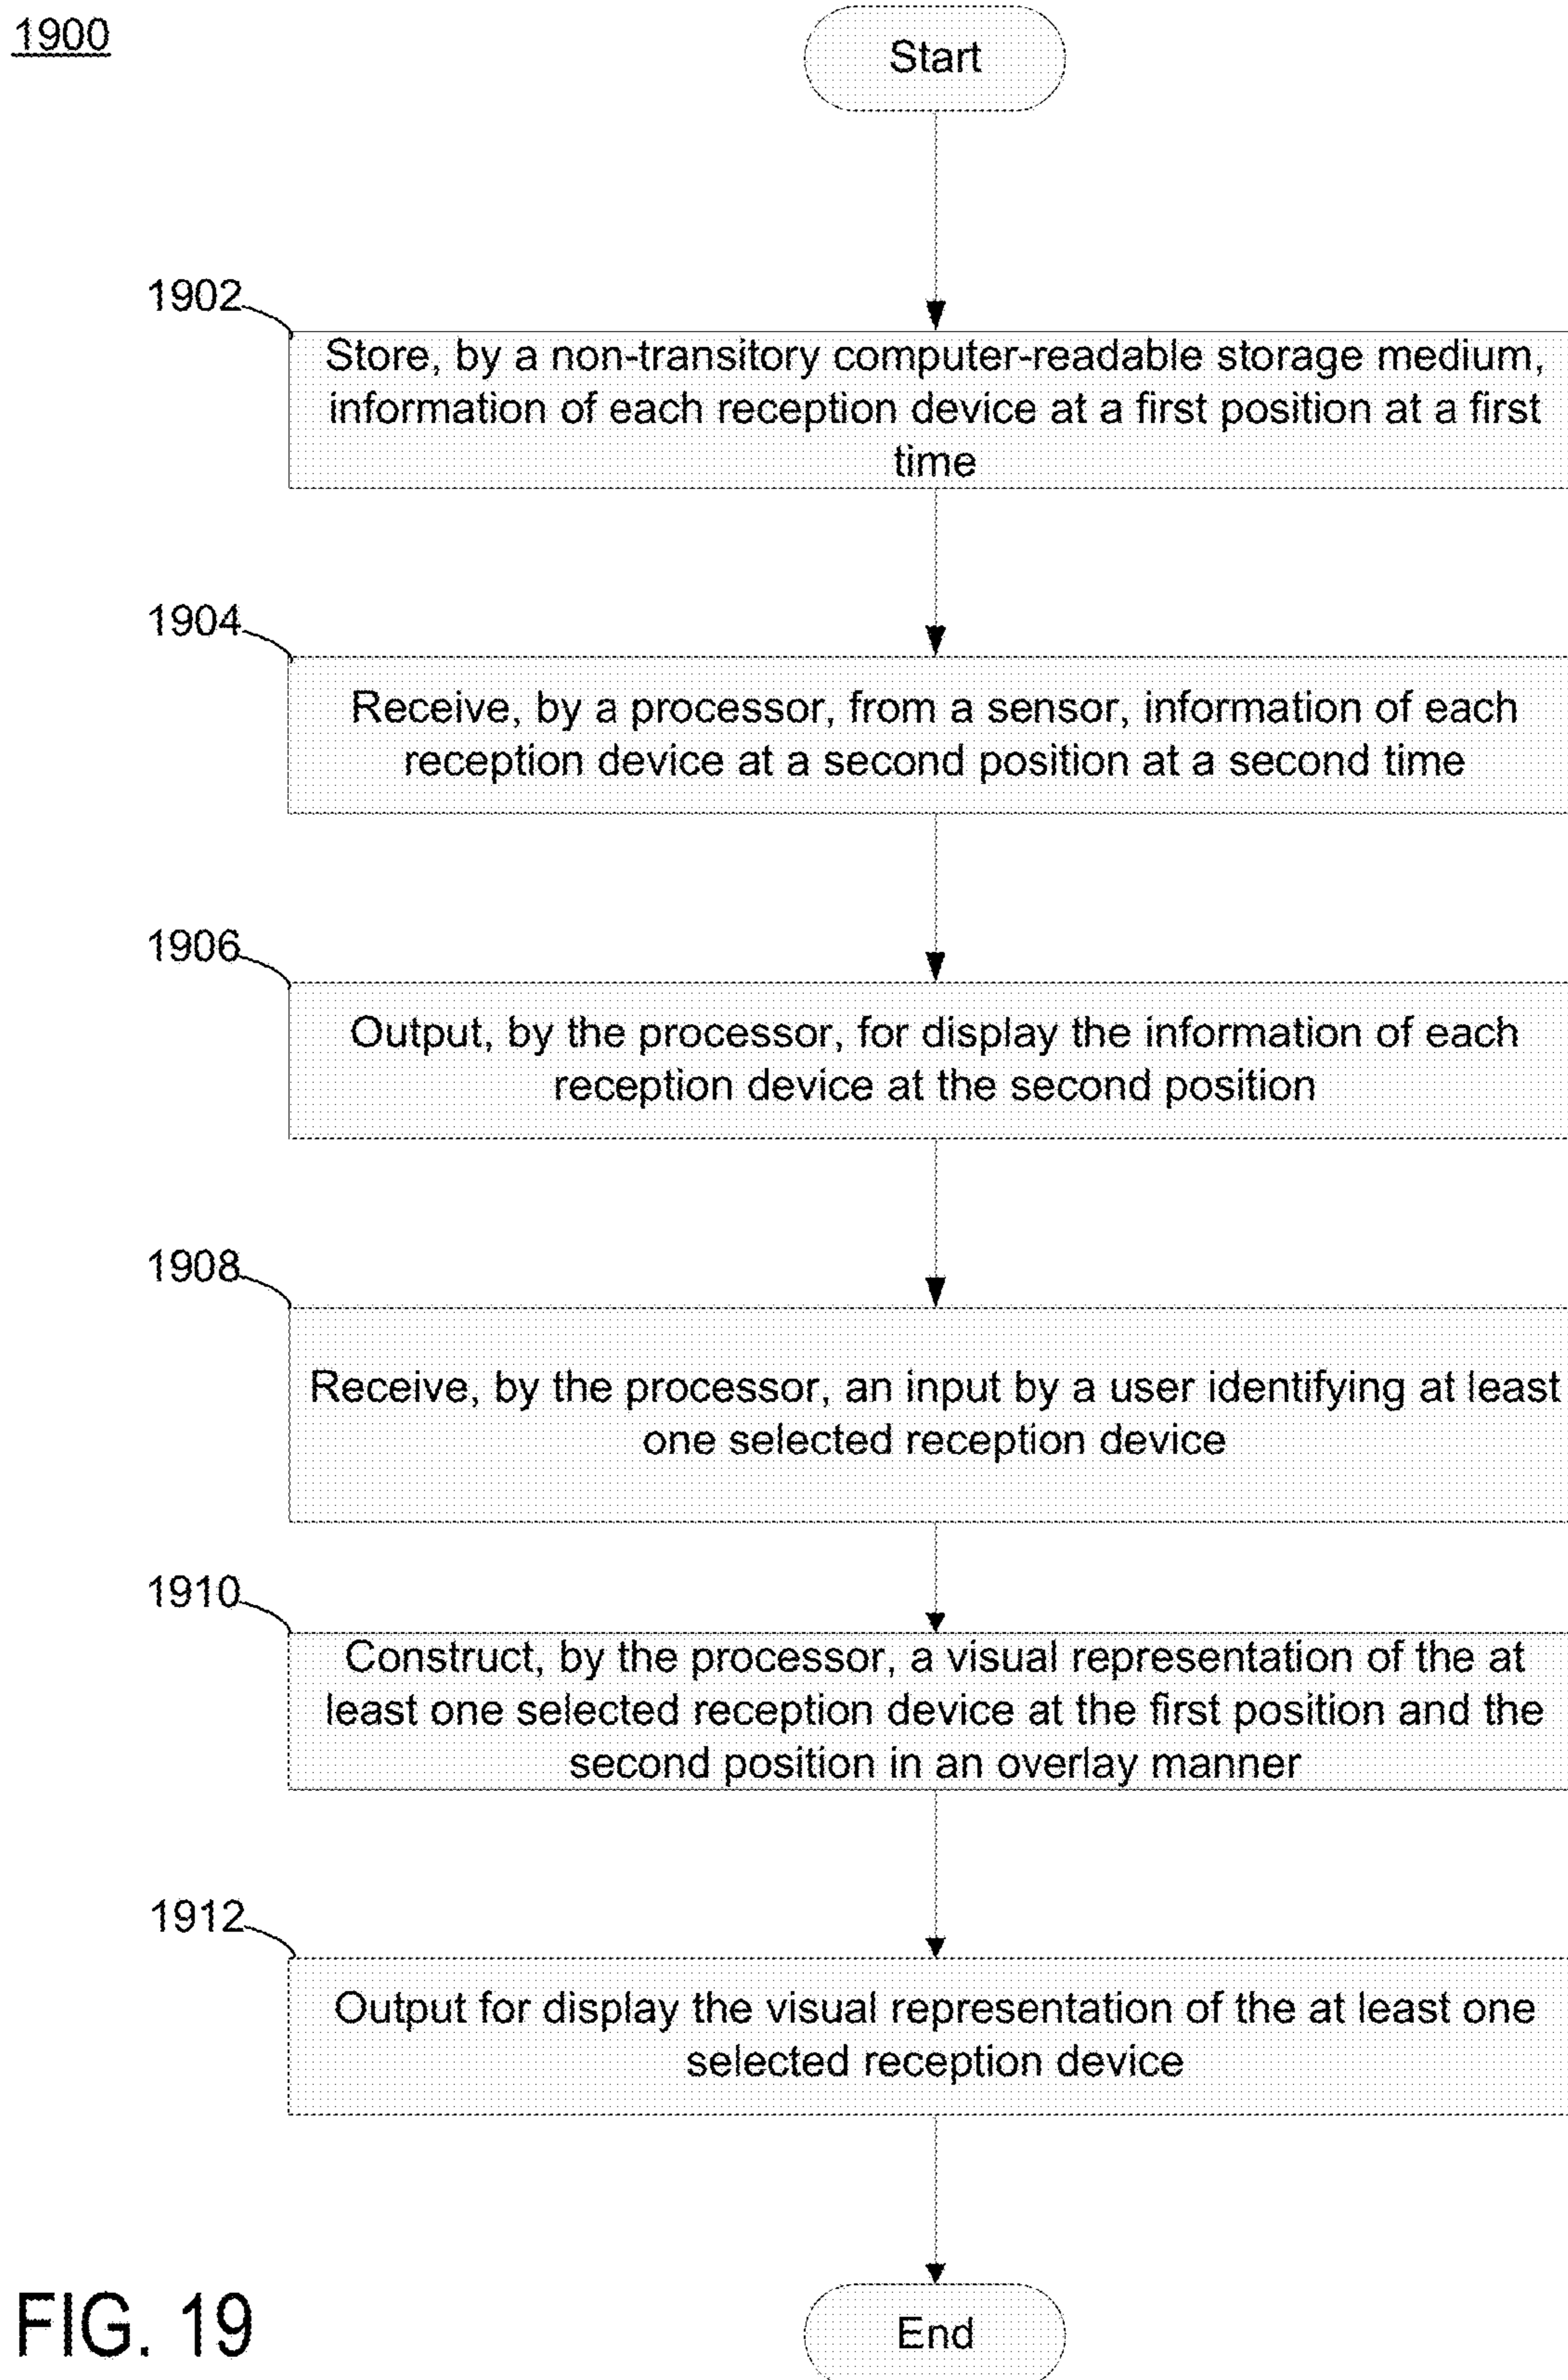 1900
Start
1902
Store, by a non-transitory computer-readable storage medium,
information of each reception device at a first position at a first
time
1904
Receive, by a processor, from a sensor, information of each
reception device at a second position at a second time
1906
Output, by the processor, for display the information of each
reception device at the second position
1908
Receive, by the processor, an input by a user identifying at least
one selected reception device
1910
Construct, by the processor, a visual representation of the at
least one selected reception device at the first position and the
second position in an overlay manner
1912
Output for display the visual representation of the at least one
selected reception device
End
FIG. 19